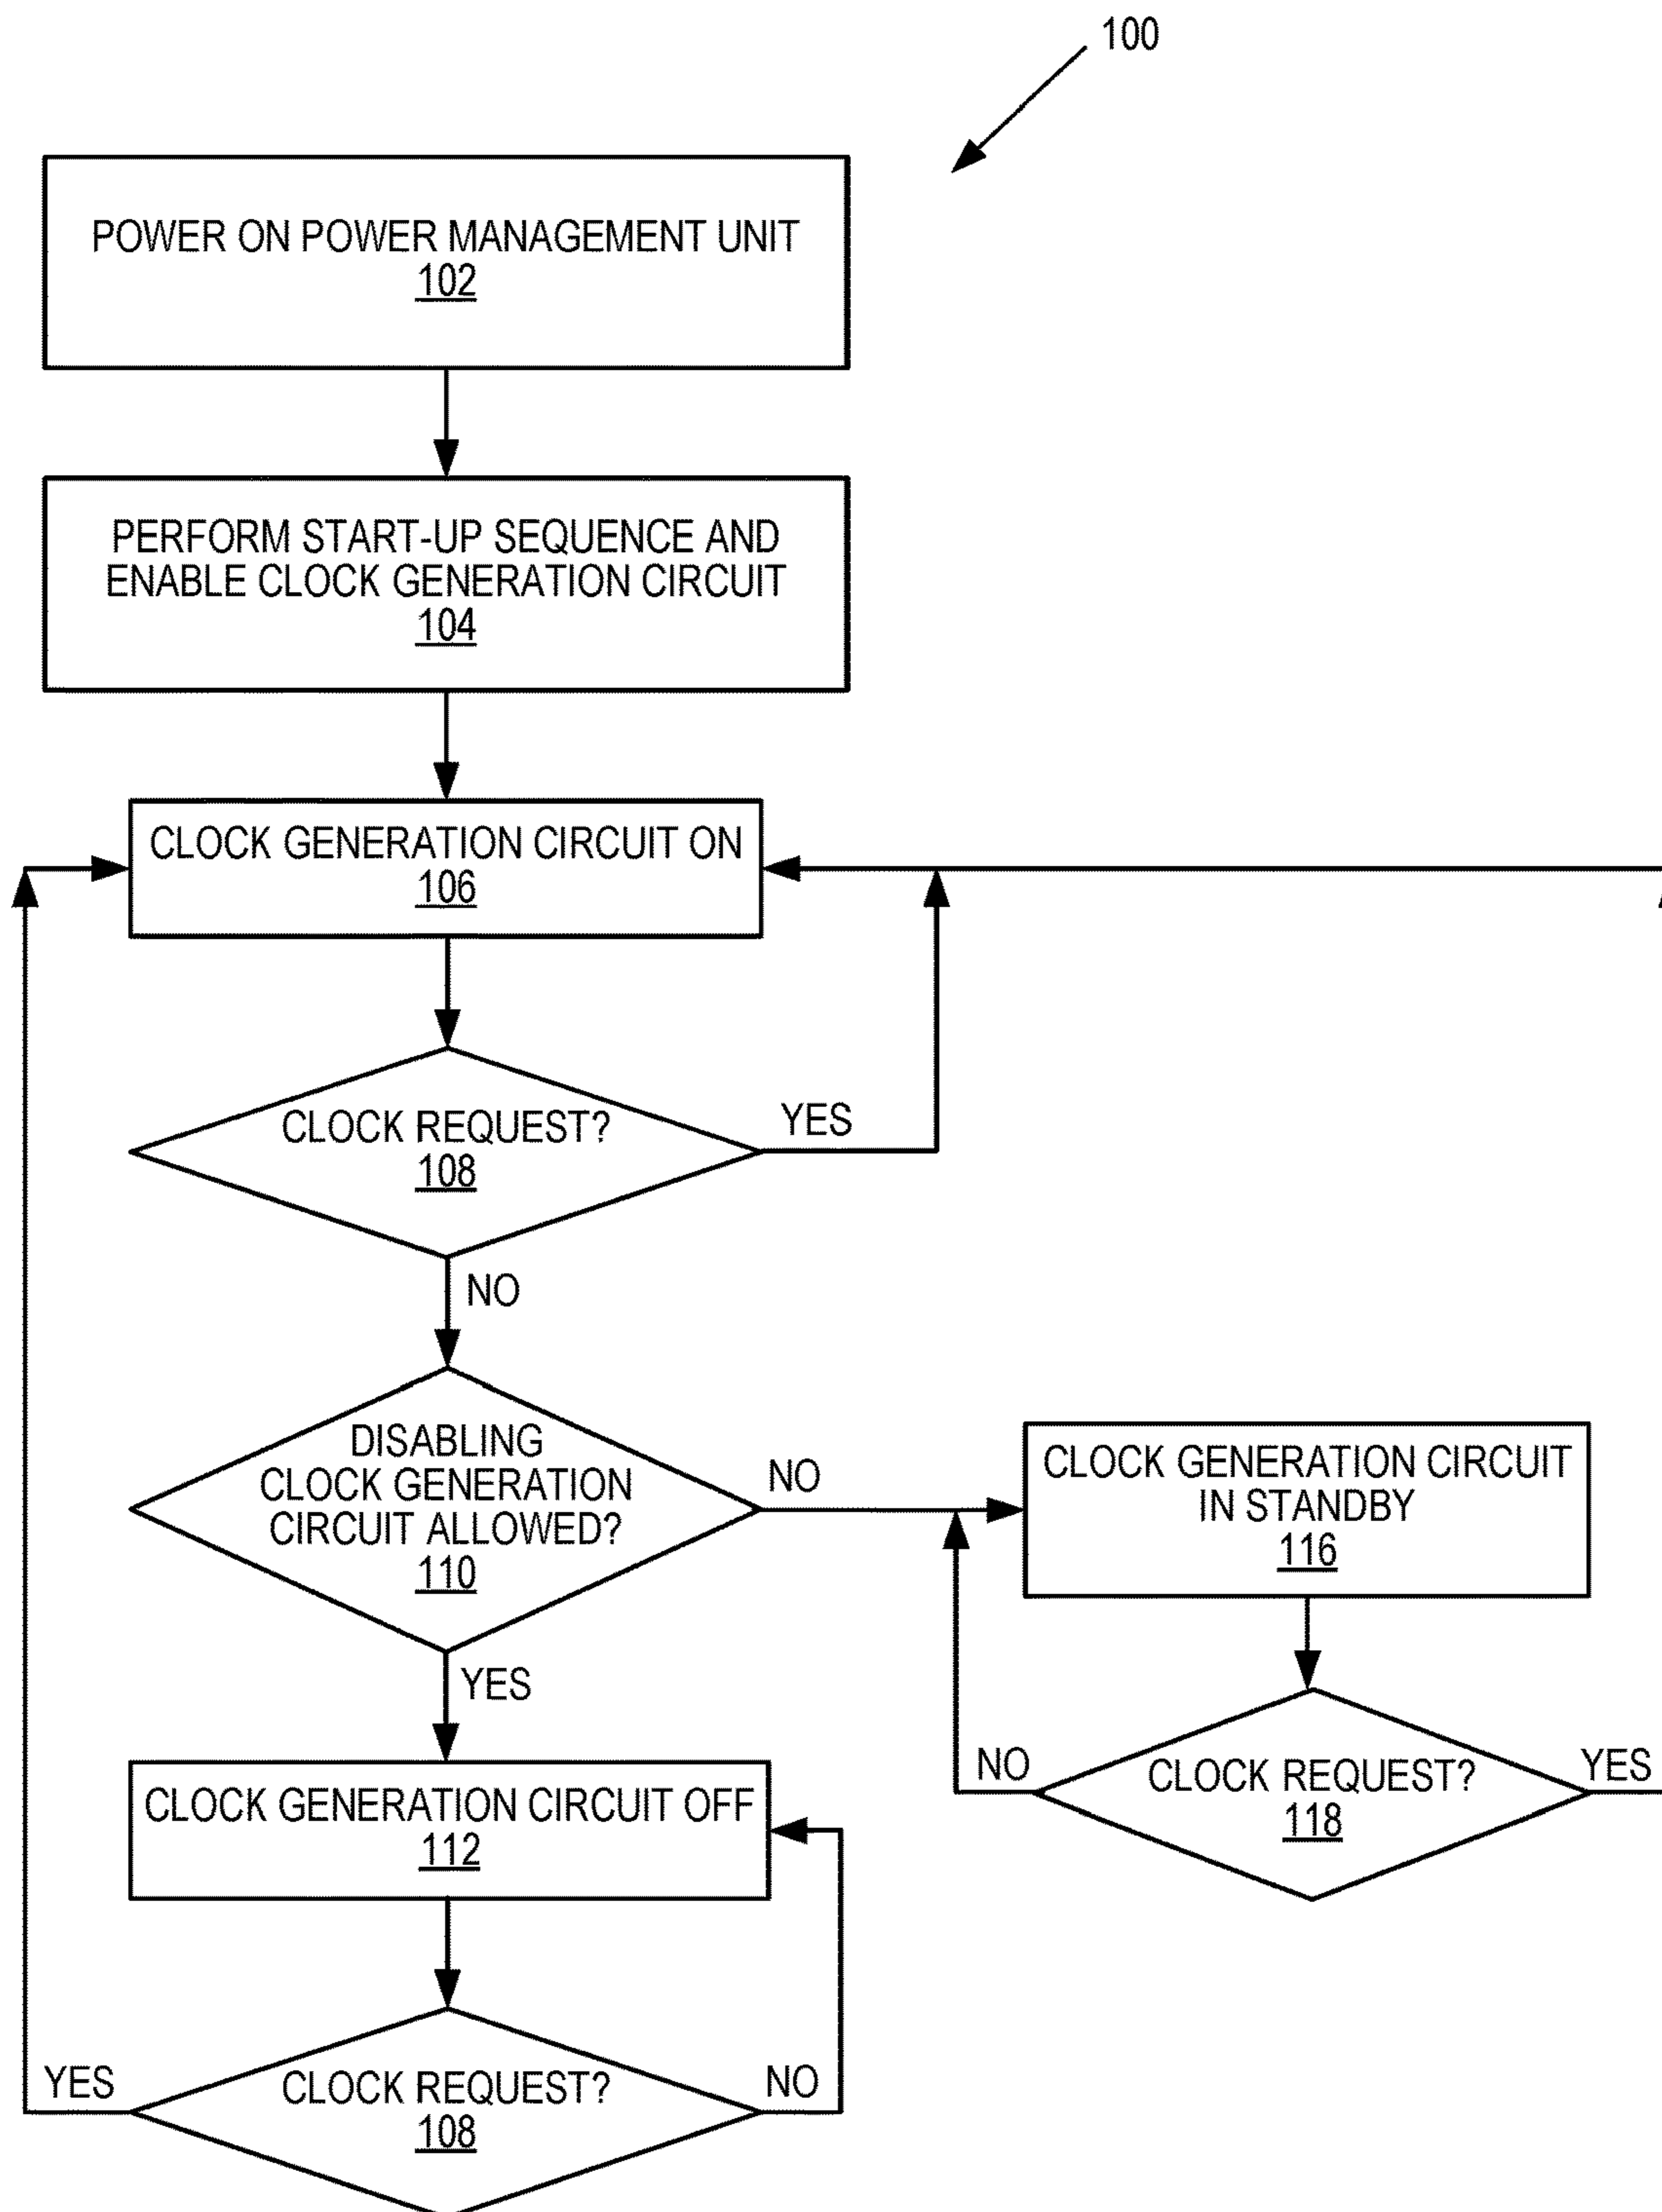 100
POWER ON POWER MANAGEMENT UNIT
102
PERFORM START-UP SEQUENCE AND
ENABLE CLOCK GENERATION CIRCUIT
104
CLOCK GENERATION CIRCUIT ON
106
CLOCK REQUEST?
108
YES
NO
DISABLING
CLOCK GENERATION
CIRCUIT ALLOWED?
110
NO
YES
CLOCK GENERATION CIRCUIT
IN STANDBY
116
CLOCK REQUEST?
118
NO
YES
CLOCK GENERATION CIRCUIT OFF
112
CLOCK REQUEST?
108
YES
NO